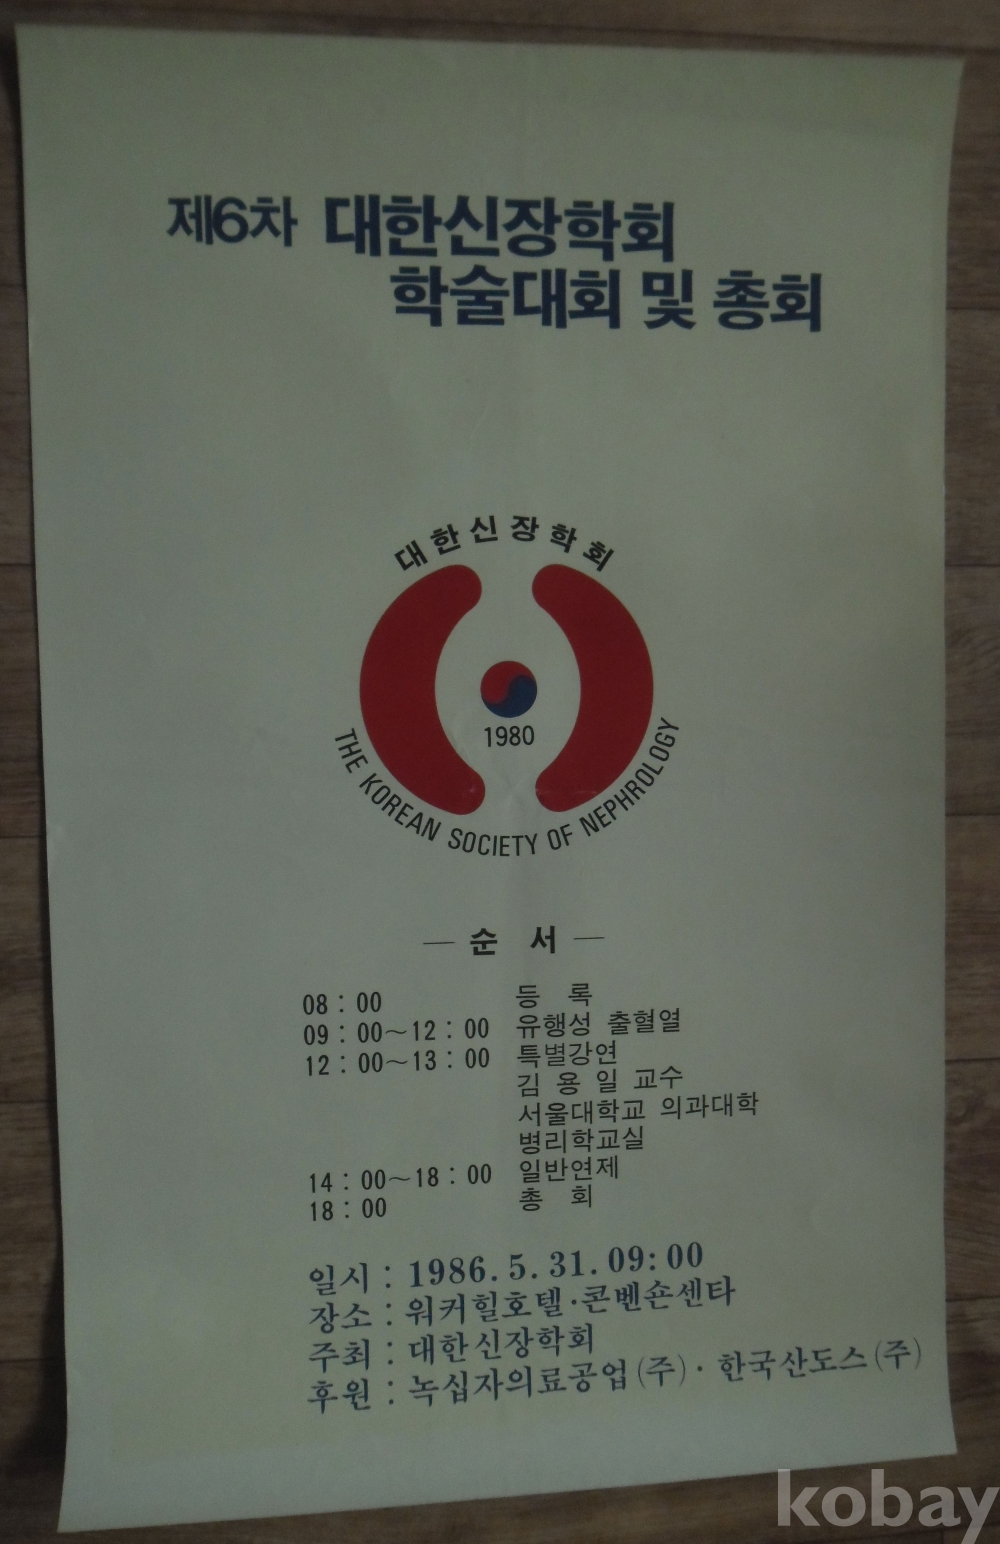 제6차 대한신장학회
학술대회 및 총회
대한신장학회
1980
THE KOREAN SOCIETY OF NEPHROLOGY
— 순 서 —
08 : 00 등 록
09 : 00~12 : 00 유행성 출혈열
12 : 00~13 : 00 특별강연
김 용 일 교수
서울대학교 의과대학
병리학교실
14 : 00~18 : 00 일반연제
18 : 00 총 회
일시 : 1986. 5. 31. 09: 00
장소 : 워커힐호텔·콘벤숀센타
주최 : 대한신장학회
후원 : 녹십자의료공업(주)·한국산도스(주)
kobay